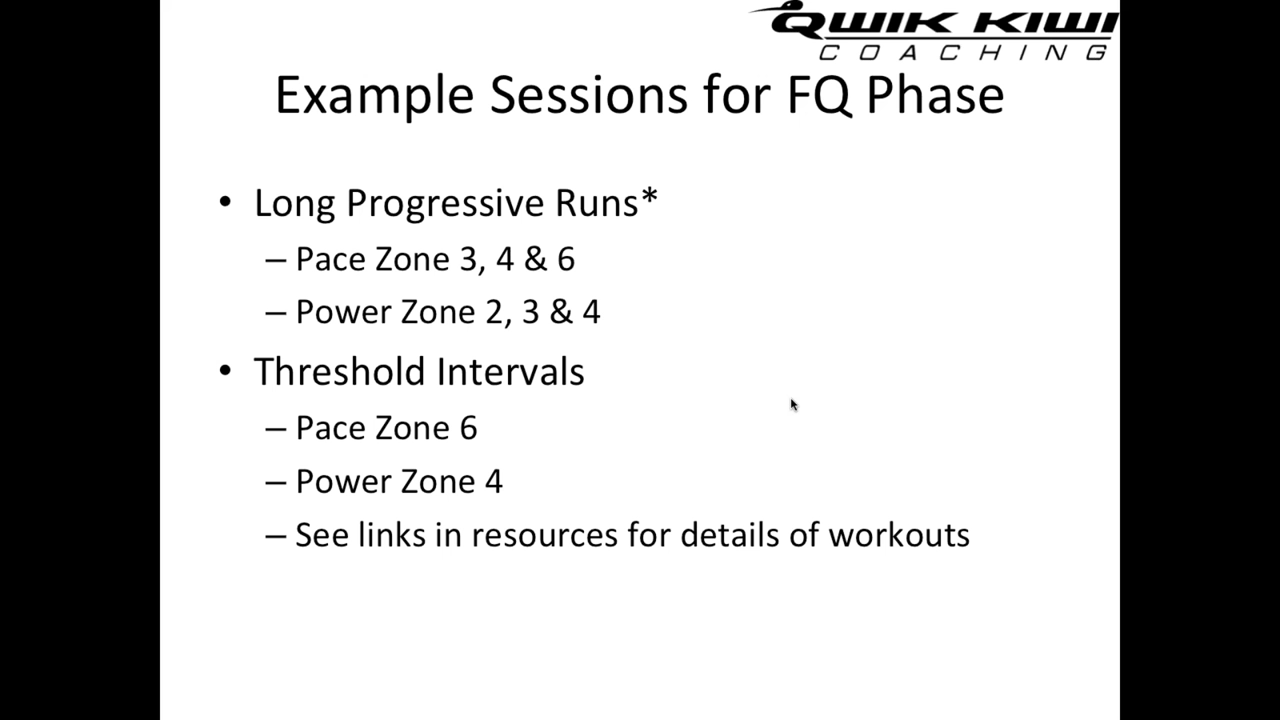 QWIK KIWI
COACHING
Example Sessions for FQ Phase
• Long Progressive Runs*
– Pace Zone 3, 4 & 6
– Power Zone 2, 3 & 4
• Threshold Intervals
– Pace Zone 6
– Power Zone 4
– See links in resources for details of workouts